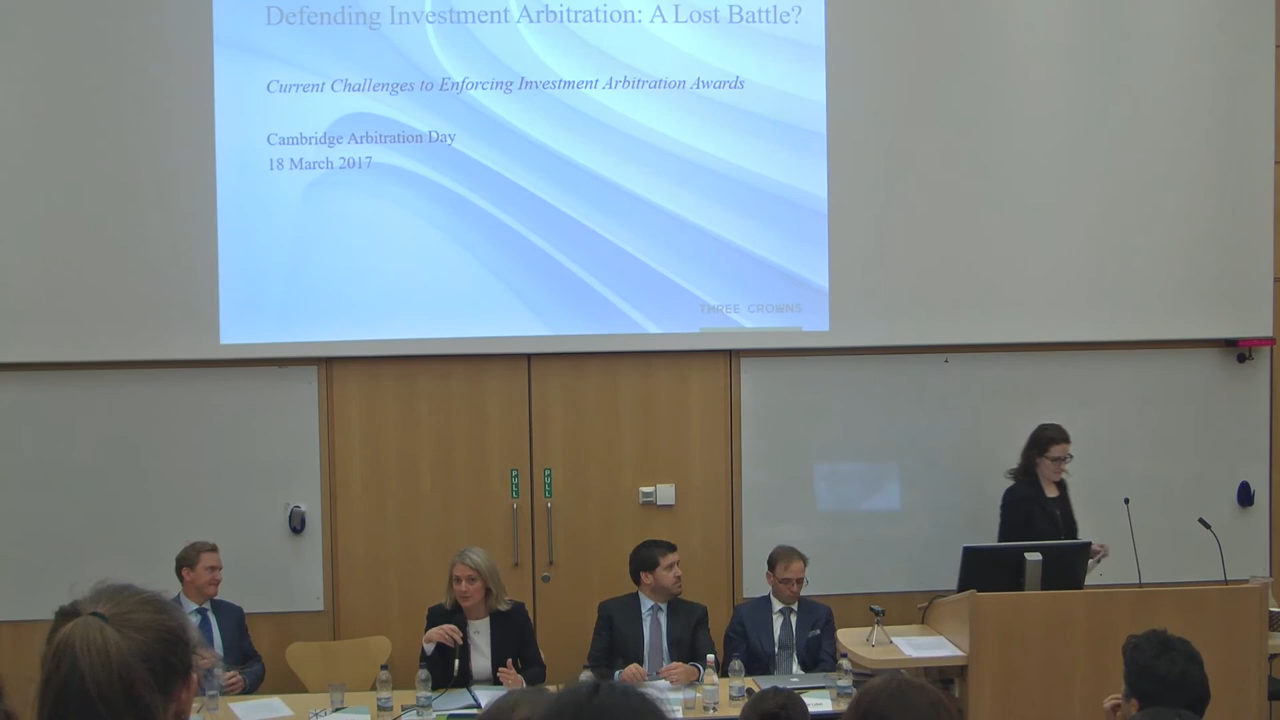 Defending Investment Arbitration: A Lost Battle?
Current Challenges to Enforcing Investment Arbitration Awards
Cambridge Arbitration Day
18 March 2017
THREE CROWNS
PULL
PULL